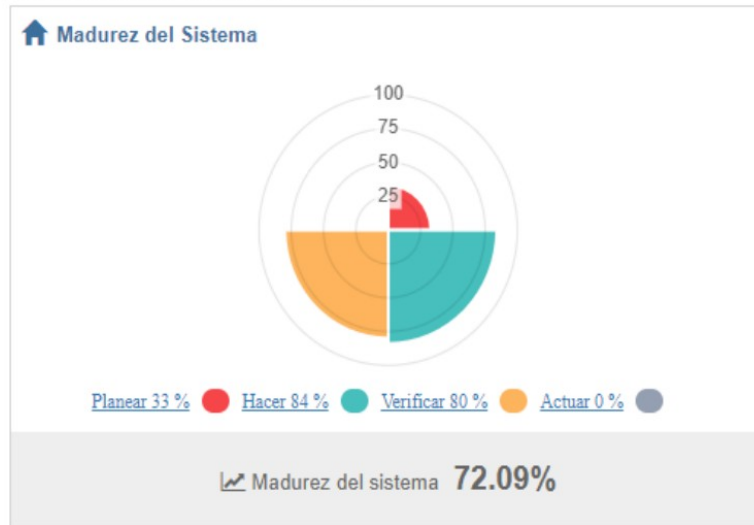 Madurez del Sistema
100
75
50
25
Planear 33 % Hacer 84 % Verificar 80 % Actuar 0 %
Madurez del sistema 72.09%